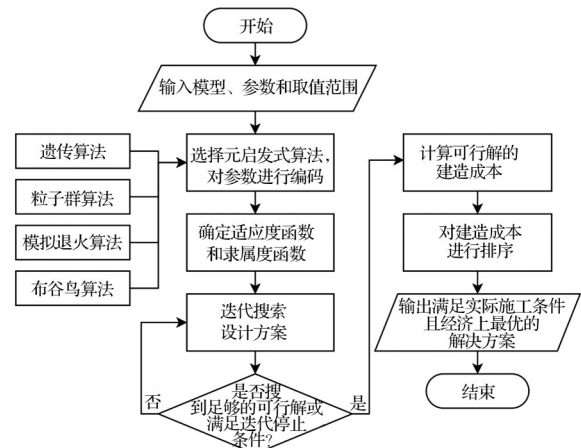 开始
输入模型、参数和取值范围
遗传算法
粒子群算法
模拟退火算法
布谷鸟算法
选择元启发式算法，
对参数进行编码
确定适应度函数
和隶属度函数
迭代搜索
设计方案
否
是否搜
到足够的可行解或
满足迭代停止
条件?
是
计算可行解的
建造成本
对建造成本
进行排序
输出满足实际施工条件
且经济上最优的
解决方案
结束